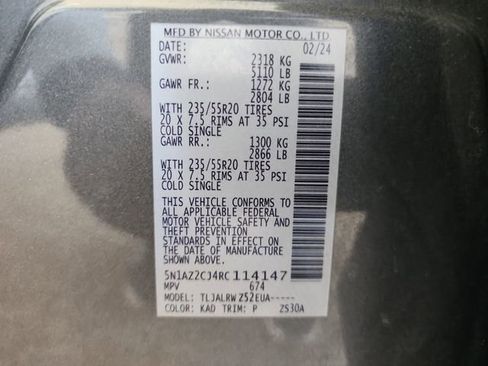 MFD BY NISSAN MOTOR CO., LTD
DATE: 02/24
GVWR: 2318 KG
5110 LB
GAWR FR.: 1272 KG
2804 LB
WITH 235/55R20 TIRES
20 X 7.5 RIMS AT 35 PSI
COLD SINGLE
GAWR RR.: 1300 KG
2866 LB
WITH 235/55R20 TIRES
20 X 7.5 RIMS AT 35 PSI
COLD SINGLE
THIS VEHICLE CONFORMS TO
ALL APPLICABLE FEDERAL
MOTOR VEHICLE SAFETY
AND THEFT PREVENTION
STANDARDS IN EFFECT ON
THE DATE OF MANUFACTURE
SHOWN ABOVE
5N1AZ2CJ4RC114147
MPV 674
MODEL: TLJALRWZ52EUA-----
COLOR: KAD TRIM: P ZS30A